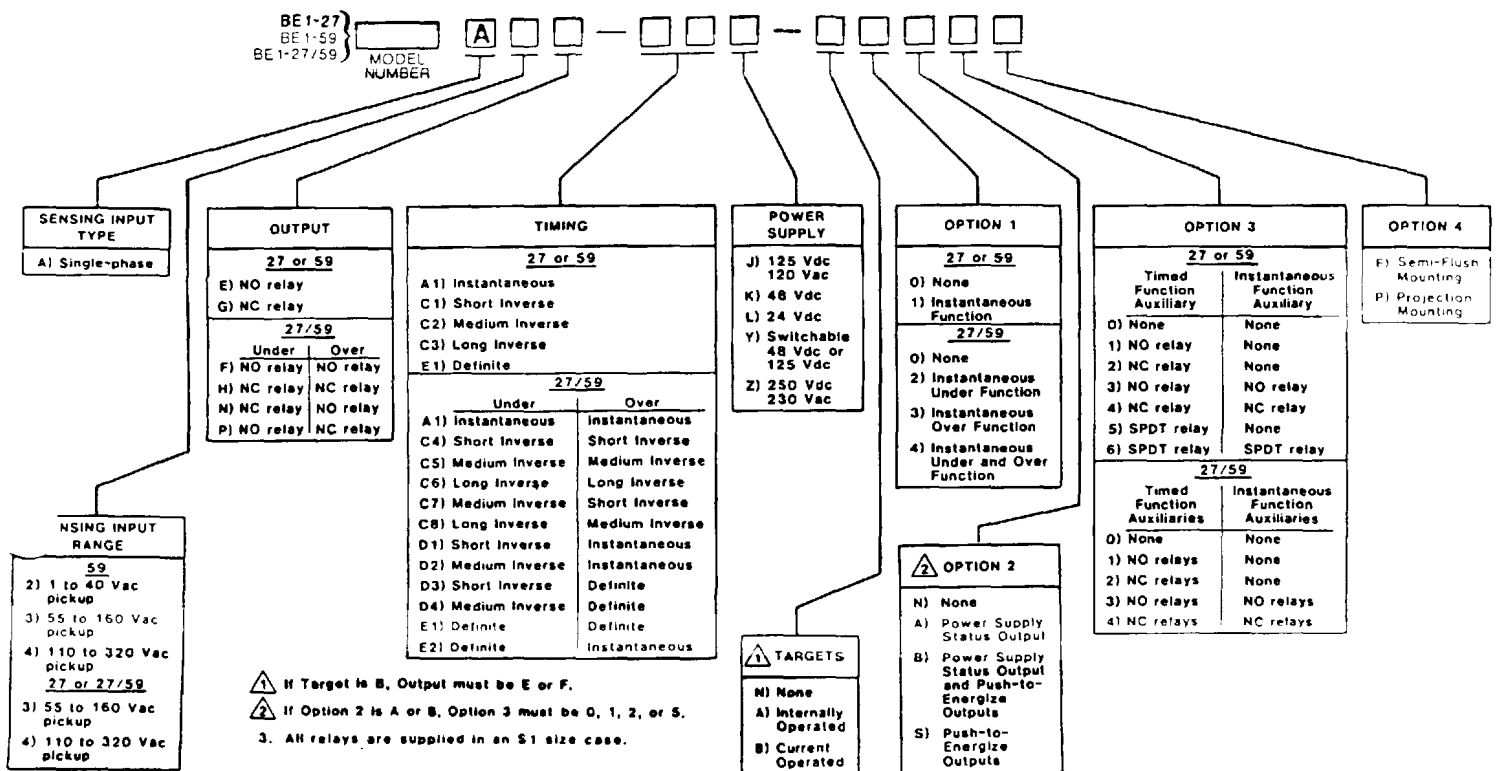 BE1-27
BE1-59
BE1-27/59
MODEL NUMBER
A
SENSING INPUT TYPE
A) Single-phase
OUTPUT
27 or 59
E) NO relay
G) NC relay
27/59
Under Over
F) NO relay NO relay
H) NC relay NC relay
N) NC relay NO relay
P) NO relay NC relay
TIMING
27 or 59
A1) Instantaneous
C1) Short Inverse
C2) Medium Inverse
C3) Long Inverse
E1) Definite
27/59
Under Over
A1) Instantaneous Instantaneous
C4) Short Inverse Short Inverse
C5) Medium Inverse Medium Inverse
C6) Long Inverse Long Inverse
C7) Medium Inverse Short Inverse
C8) Long Inverse Medium Inverse
D1) Short Inverse Instantaneous
D2) Medium Inverse Instantaneous
D3) Short Inverse Definite
D4) Medium Inverse Definite
E1) Definite Definite
E2) Definite Instantaneous
POWER SUPPLY
J) 125 Vdc
120 Vac
K) 48 Vdc
L) 24 Vdc
Y) Switchable
48 Vdc or
125 Vdc
Z) 250 Vdc
230 Vac
OPTION 1
27 or 59
0) None
1) Instantaneous
Function
27/59
0) None
2) Instantaneous
Under Function
3) Instantaneous
Over Function
4) Instantaneous
Under and Over
Function
OPTION 3
27 or 59
Timed Instantaneous
Function Function
Auxiliary Auxiliary
0) None None
1) NO relay None
2) NC relay None
3) NO relay NO relay
4) NC relay NC relay
5) SPDT relay None
6) SPDT relay SPDT relay
27/59
Timed Instantaneous
Function Function
Auxiliaries Auxiliaries
0) None None
1) NO relays None
2) NC relays None
3) NO relays NO relays
4) NC relays NC relays
OPTION 4
F) Semi-Flush
Mounting
P) Projection
Mounting
NSING INPUT
RANGE
59
2) 1 to 40 Vac
pickup
3) 55 to 160 Vac
pickup
4) 110 to 320 Vac
pickup
27 or 27/59
3) 55 to 160 Vac
pickup
4) 110 to 320 Vac
pickup
1 TARGETS
N) None
A) Internally
Operated
B) Current
Operated
2 OPTION 2
N) None
A) Power Supply
Status Output
B) Power Supply
Status Output
and Push-to-
Energize
Outputs
S) Push-to-
Energize
Outputs
1 If Target is B, Output must be E or F.
2 If Option 2 is A or B, Option 3 must be 0, 1, 2, or 5.
3. All relays are supplied in an S1 size case.